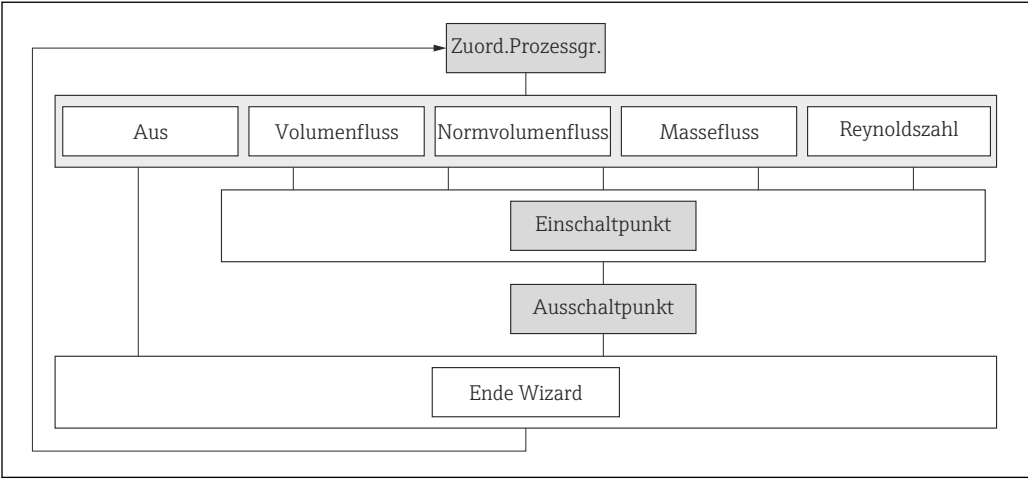 Zuord.Prozessgr.
Aus
Volumenfluss
Normvolumenfluss
Massefluss
Reynoldszahl
Einschaltpunkt
Ausschaltpunkt
Ende Wizard